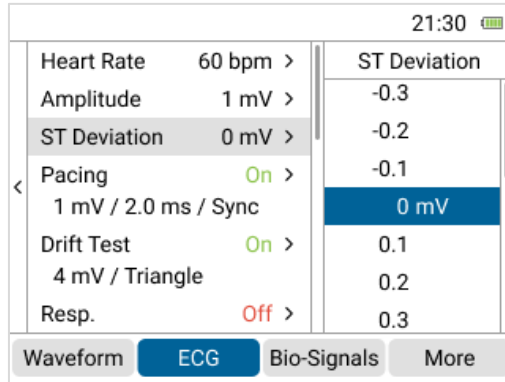 21:30
Heart Rate 60 bpm >
Amplitude 1 mV >
ST Deviation 0 mV >
Pacing On >
1 mV / 2.0 ms / Sync
Drift Test On >
4 mV / Triangle
Resp. Off >
<
ST Deviation
-0.3
-0.2
-0.1
0 mV
0.1
0.2
0.3
Waveform ECG Bio-Signals More